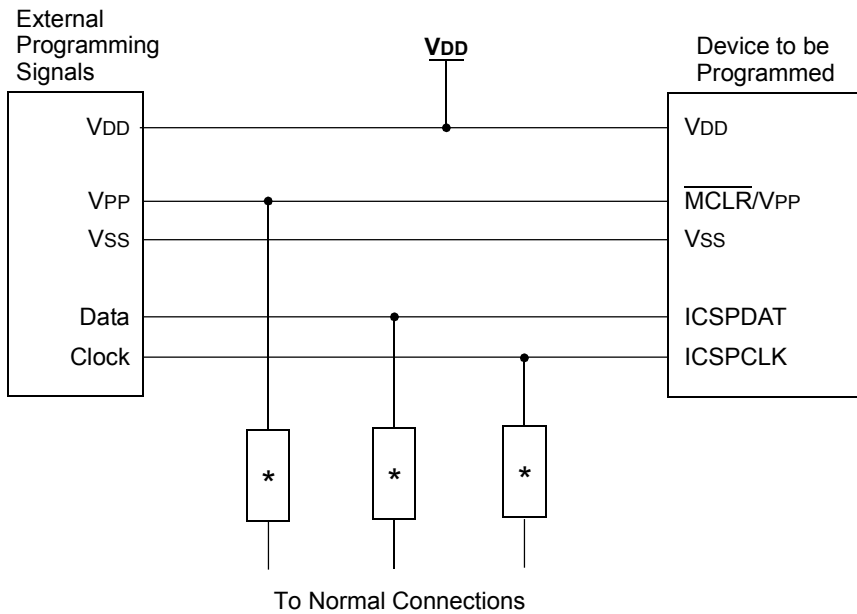 External
Programming
Signals
VDD
Device to be
Programmed
VDD
VDD
VPP
MCLR/VPP
VSS
VSS
Data
ICSPDAT
Clock
ICSPCLK
*
*
*
To Normal Connections